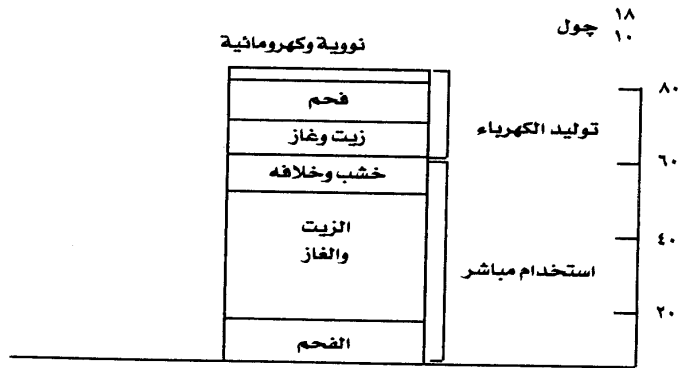 ١٨
١٠ چول
نووية وكهرومائية
٨٠
فحم
توليد الكهرباء
زيت وغاز
٦٠
خشب وخلافه
الزيت
والغاز
٤٠
استخدام مباشر
٢٠
الفحم